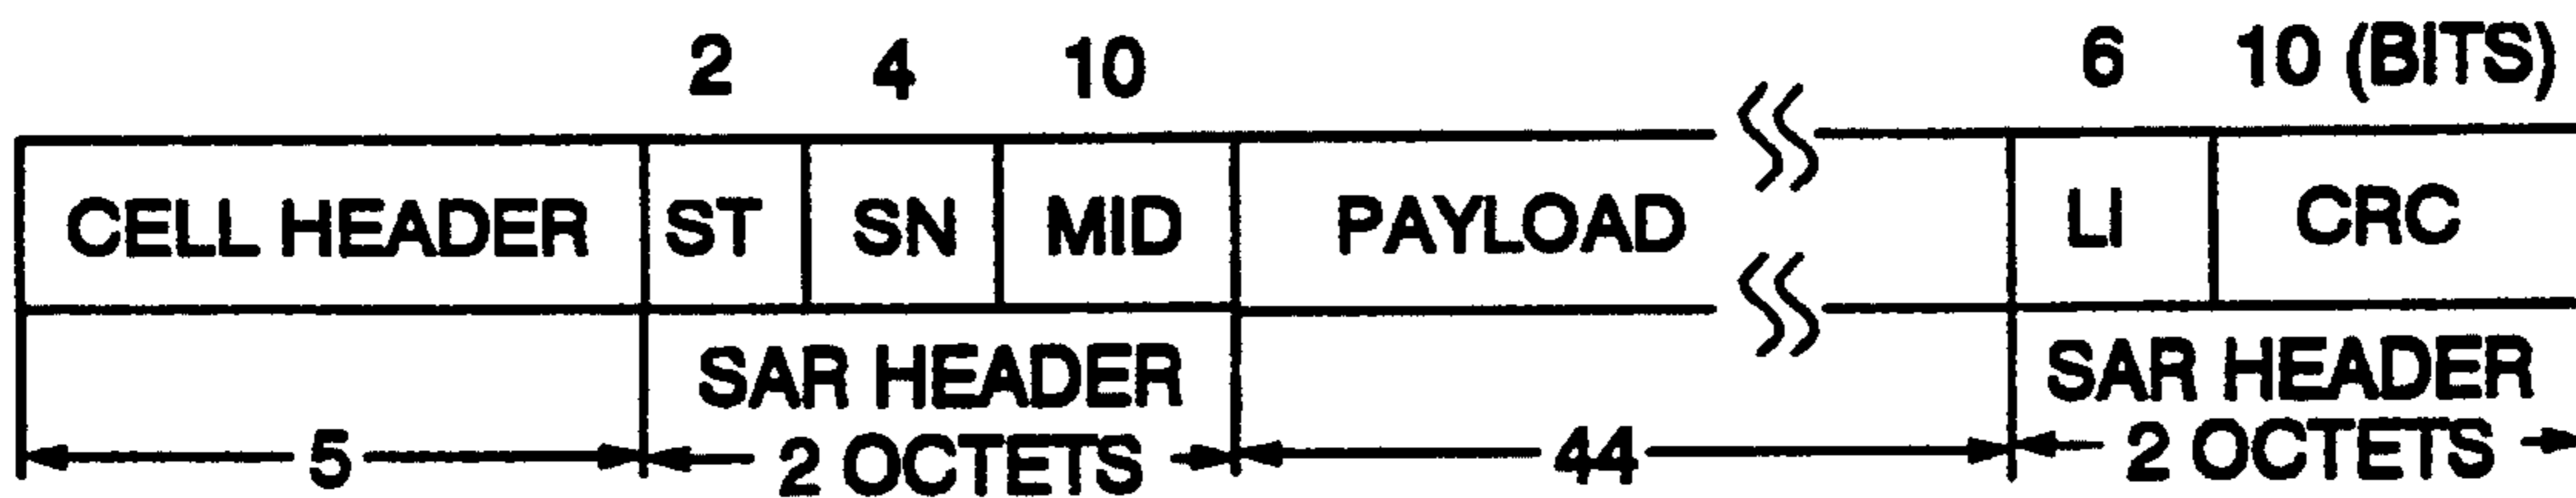 2 4 10 6 10 (BITS)
CELL HEADER ST SN MID PAYLOAD LI CRC
SAR HEADER SAR HEADER
5 2 OCTETS 44 2 OCTETS